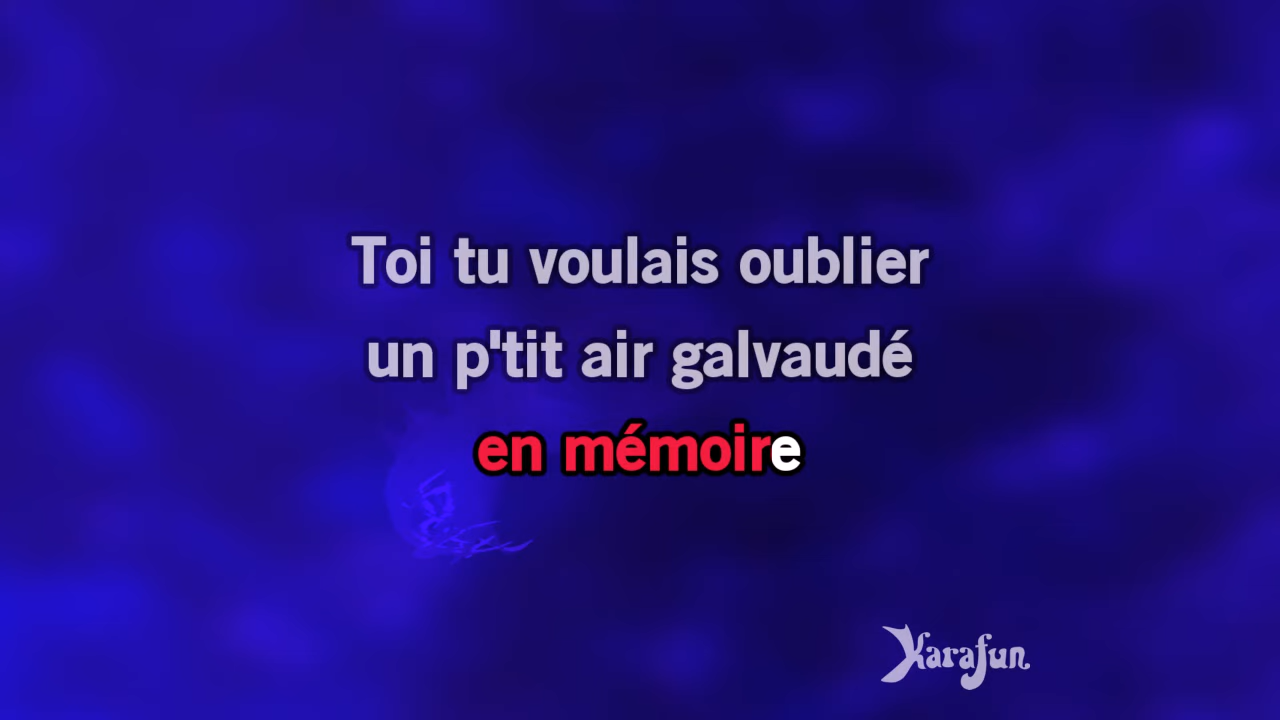 Toi tu voulais oublier
un p'tit air galvaudé
en mémoire
Karafun